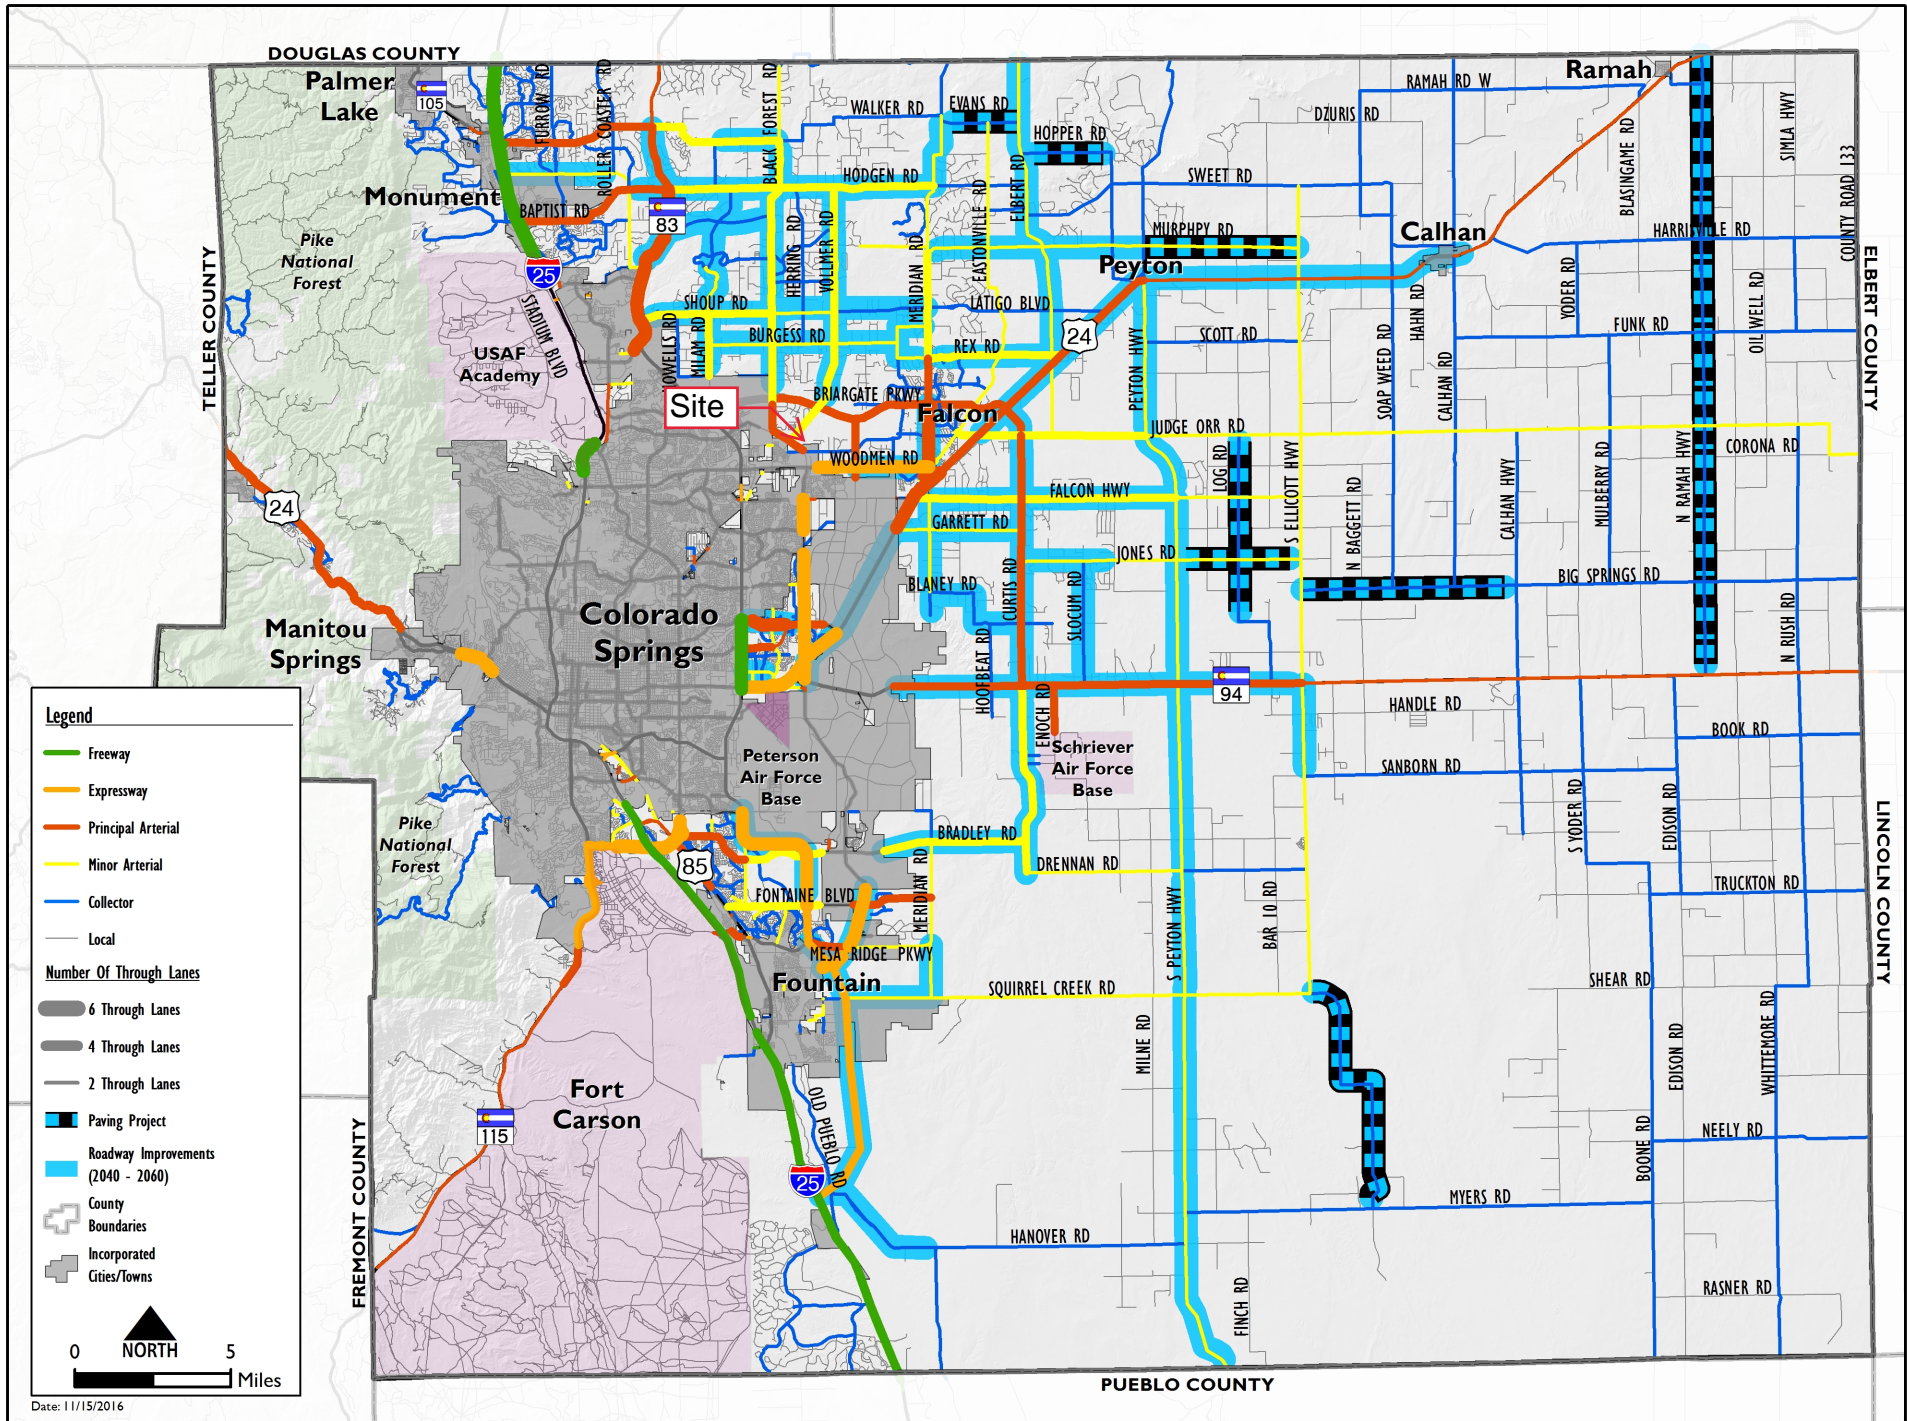 DOUGLAS COUNTY
Palmer
Lake
105
FURROW RD
ROLLER COASTER RD
BLACK FOREST RD
WALKER RD
EVANS RD
HOPPER RD
RAMAH RD W
Ramah
DZURIS RD
BLASINGAME RD
SIMLA HWY
COUNTY ROAD 133
Monument
BAPTIST RD
83
HODGEN RD
HERRING RD
VOLLMER RD
MERIDIAN RD
EASTONVILLE RD
ELBERT RD
SWEET RD
MURPHPY RD
Calhan
HARRISVILLE RD
Pike
National
Forest
TELLER COUNTY
25
STADIUM BLVD
USAF
Academy
SHOUP RD
MILAM RD
BURGESS RD
LATIGO BLVD
REX RD
Peyton
24
PEYTON HWY
SCOTT RD
SOAP WEED RD
HAHN RD
CALHAN RD
YODER RD
FUNK RD
OIL WELL RD
ELBERT COUNTY
Site
BRIARGATE PKWY
Falcon
WOODMEN RD
JUDGE ORR RD
CORONA RD
24
FALCON HWY
GARRETT RD
LOG RD
S ELLICOTT HWY
N BAGGETT RD
CALHAN HWY
MULBERRY RD
N RAMAH HWY
JONES RD
BLANEY RD
CURTIS RD
SLOCUM RD
HOOFBEAT RD
BIG SPRINGS RD
N RUSH RD
Colorado
Springs
Manitou
Springs
94
ENOCH RD
Schriever
Air Force
Base
HANDLE RD
BOOK RD
SANBORN RD
Peterson
Air Force
Base
Pike
National
Forest
85
BRADLEY RD
DRENNAN RD
FONTAINE BLVD
MERIDIAN RD
MESA RIDGE PKWY
Fountain
SQUIRREL CREEK RD
S PEYTON HWY
BAR 10 RD
S YODER RD
EDISON RD
TRUCKTON RD
LINCOLN COUNTY
SHEAR RD
MILNE RD
EDISON RD
WHITTEMORE RD
Fort
Carson
115
OLD PUEBLO RD
25
BOONE RD
NEELY RD
MYERS RD
HANOVER RD
FINCH RD
RASNER RD
FREMONT COUNTY
PUEBLO COUNTY
Legend
Freeway
Expressway
Principal Arterial
Minor Arterial
Collector
Local
Number Of Through Lanes
6 Through Lanes
4 Through Lanes
2 Through Lanes
Paving Project
Roadway Improvements
(2040 - 2060)
County
Boundaries
Incorporated
Cities/Towns
NORTH
0 5
Miles
Date: 11/15/2016